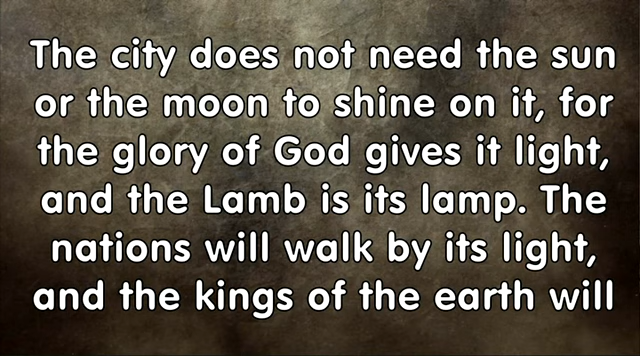 The city does not need the sun
or the moon to shine on it, for
the glory of God gives it light,
and the Lamb is its lamp. The
nations will walk by its light,
and the kings of the earth will